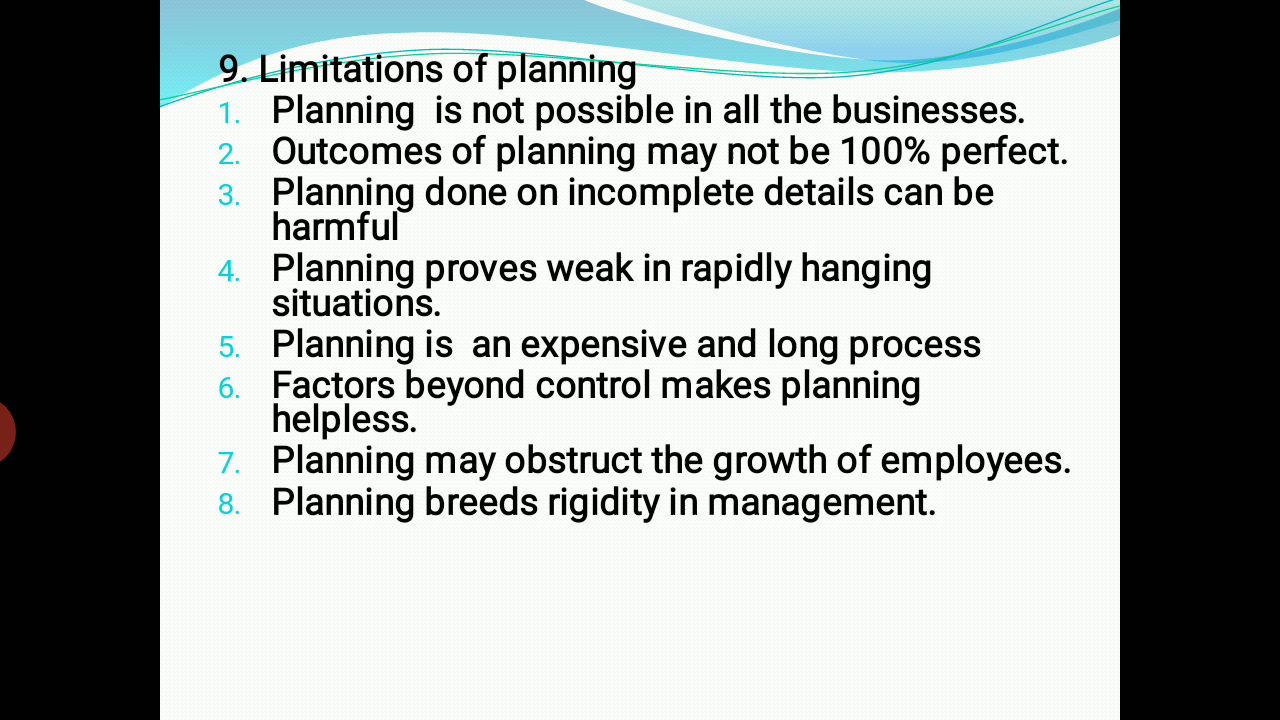 9. Limitations of planning
1. Planning  is not possible in all the businesses.
2. Outcomes of planning may not be 100% perfect.
3. Planning done on incomplete details can be
harmful
4. Planning proves weak in rapidly hanging
situations.
5. Planning is  an expensive and long process
6. Factors beyond control makes planning
helpless.
7. Planning may obstruct the growth of employees.
8. Planning breeds rigidity in management.